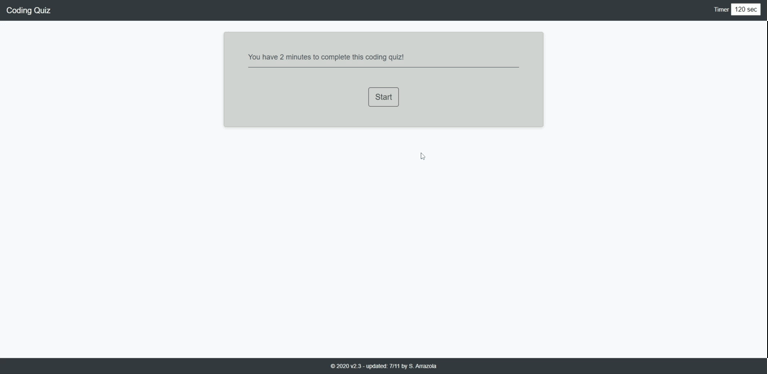 Coding Quiz
Timer 120 sec
You have 2 minutes to complete this coding quiz!
Start
© 2020 v2.3 - updated: 7/11 by S. Arrazola